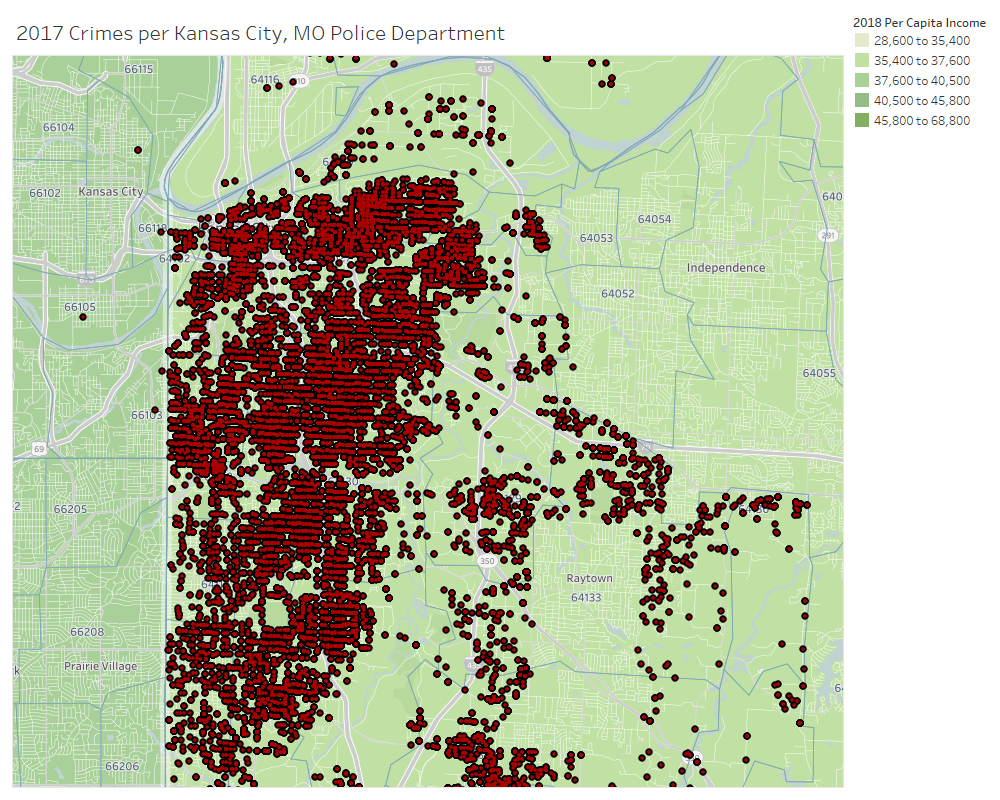 2017 Crimes per Kansas City, MO Police Department
2018 Per Capita Income
28,600 to 35,400
35,400 to 37,600
37,600 to 40,500
40,500 to 45,800
45,800 to 68,800
66115
64116
435
66104
66102
Kansas City
640
66118
64054
64053
291
Independence
64052
66105
64055
66103
69
66205
350
Raytown
64133
66208
Prairie Village
k
66206